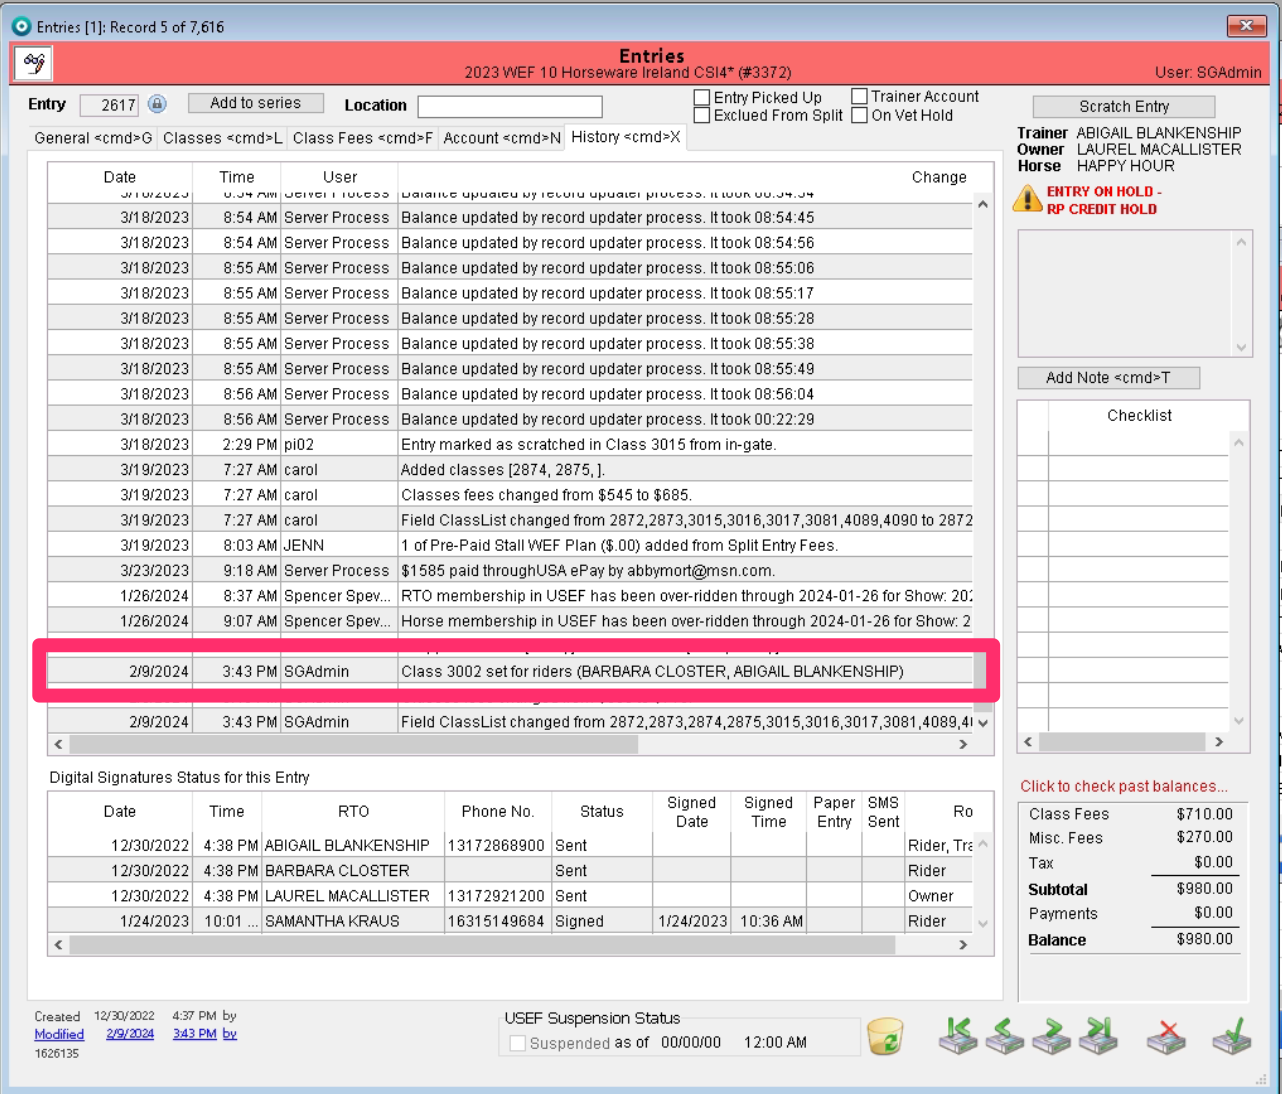 Entries [1]: Record 5 of 7,616
Entries
2023 WEF 10 Horseware Ireland CSI4* (#3372)
User: SGAdmin
Entry 2617 Add to series Location
Entry Picked Up Trainer Account
Exclued From Split On Vet Hold
Scratch Entry
General <cmd>G Classes <cmd>L Class Fees <cmd>F Account <cmd>N History <cmd>X
Trainer ABIGAIL BLANKENSHIP
Owner LAUREL MACALLISTER
Horse HAPPY HOUR
ENTRY ON HOLD -
RP CREDIT HOLD
Date Time User Change
3/18/2023 8:54 AM Server Process Balance updated by record updater process. It took 08:54:34
3/18/2023 8:54 AM Server Process Balance updated by record updater process. It took 08:54:45
3/18/2023 8:54 AM Server Process Balance updated by record updater process. It took 08:54:56
3/18/2023 8:55 AM Server Process Balance updated by record updater process. It took 08:55:06
3/18/2023 8:55 AM Server Process Balance updated by record updater process. It took 08:55:17
3/18/2023 8:55 AM Server Process Balance updated by record updater process. It took 08:55:28
3/18/2023 8:55 AM Server Process Balance updated by record updater process. It took 08:55:38
3/18/2023 8:55 AM Server Process Balance updated by record updater process. It took 08:55:49
3/18/2023 8:56 AM Server Process Balance updated by record updater process. It took 08:56:04
3/18/2023 8:56 AM Server Process Balance updated by record updater process. It took 00:22:29
3/18/2023 2:29 PM pi02 Entry marked as scratched in Class 3015 from in-gate.
3/19/2023 7:27 AM carol Added classes [2874, 2875, ].
3/19/2023 7:27 AM carol Classes fees changed from $545 to $685.
3/19/2023 7:27 AM carol Field ClassList changed from 2872,2873,3015,3016,3017,3081,4089,4090 to 2872
3/19/2023 8:03 AM JENN 1 of Pre-Paid Stall WEF Plan ($.00) added from Split Entry Fees.
3/23/2023 9:18 AM Server Process $1585 paid throughUSA ePay by abbymort@msn.com.
1/26/2024 8:37 AM Spencer Spev... RTO membership in USEF has been over-ridden through 2024-01-26 for Show: 202
1/26/2024 9:07 AM Spencer Spev... Horse membership in USEF has been over-ridden through 2024-01-26 for Show: 2
2/9/2024 3:43 PM SGAdmin Class 3002 set for riders (BARBARA CLOSTER, ABIGAIL BLANKENSHIP)
2/9/2024 3:43 PM SGAdmin Field ClassList changed from 2872,2873,2874,2875,3015,3016,3017,3081,4089,4
Add Note <cmd>T
Checklist
Digital Signatures Status for this Entry
Date Time RTO Phone No. Status Signed Date Signed Time Paper Entry SMS Sent Ro
12/30/2022 4:38 PM ABIGAIL BLANKENSHIP 13172868900 Sent Rider, Tra
12/30/2022 4:38 PM BARBARA CLOSTER Sent Rider
12/30/2022 4:38 PM LAUREL MACALLISTER 13172921200 Sent Owner
1/24/2023 10:01 ... SAMANTHA KRAUS 16315149684 Signed 1/24/2023 10:36 AM Rider
Click to check past balances...
Class Fees $710.00
Misc. Fees $270.00
Tax $0.00
Subtotal $980.00
Payments $0.00
Balance $980.00
Created 12/30/2022 4:37 PM by
Modified 2/9/2024 3:43 PM by
1626135
USEF Suspension Status
Suspended as of 00/00/00 12:00 AM